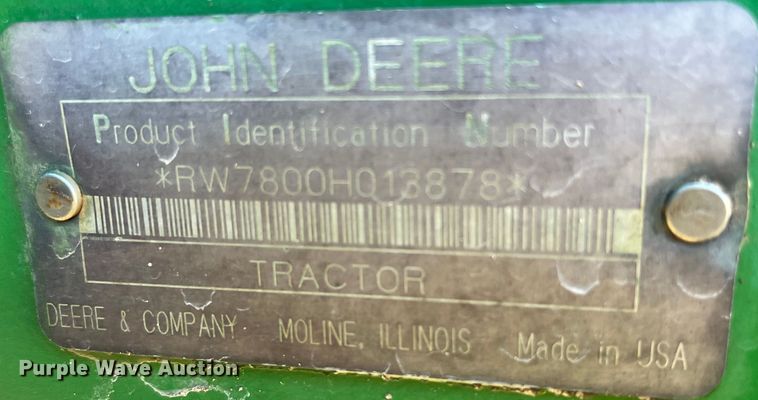 JOHN DEERE
Product Identification Number
*RW7800H013878*
TRACTOR
DEERE & COMPANY MOLINE, ILLINOIS Made in USA
Purple Wave Auction